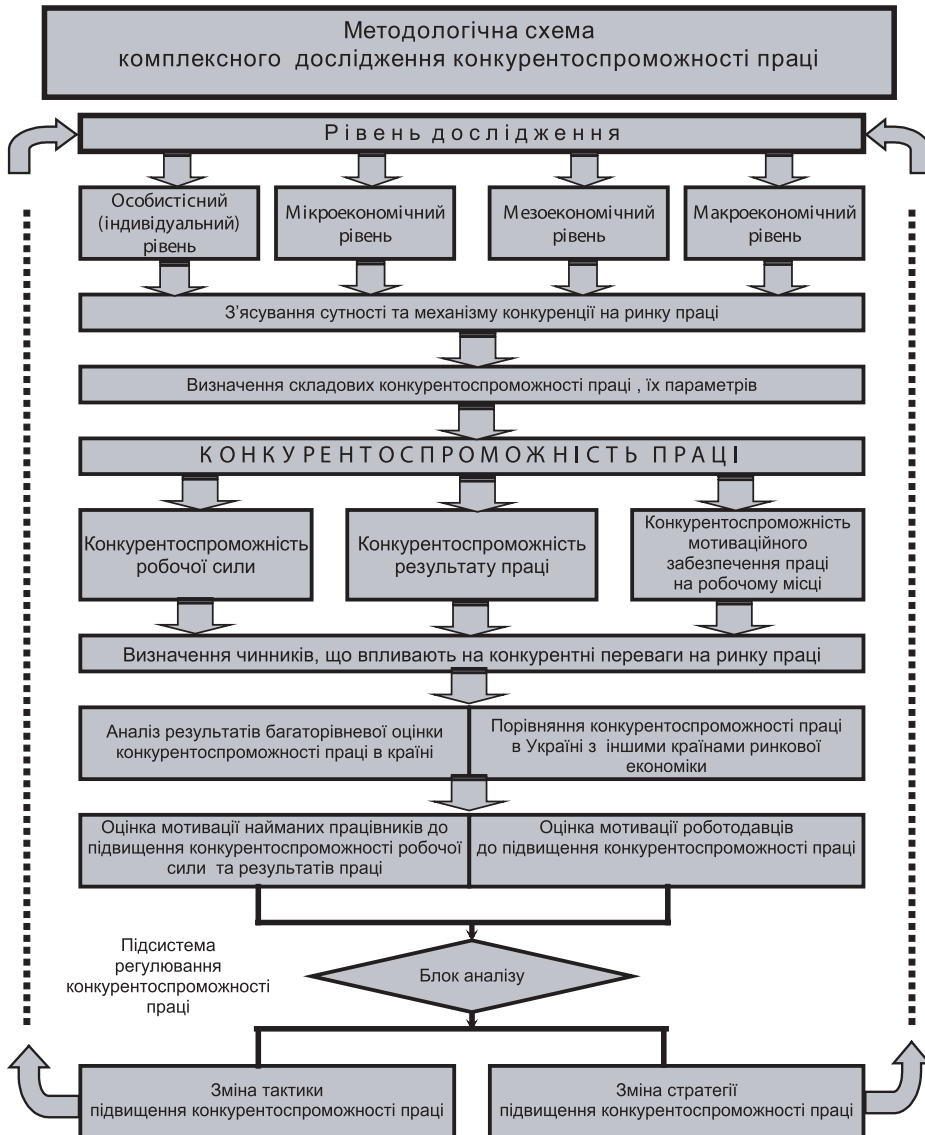 Методологічна схема
комплексного дослідження конкурентоспроможності праці
Рівень дослідження
Особистісний
(індивідуальний)
рівень
Мікроекономічний
рівень
Мезоекономічний
рівень
Макроекономічний
рівень
З'ясування сутності та механізму конкуренції на ринку праці
Визначення складових конкурентоспроможності праці , їх параметрів
КОНКУРЕНТОСПРОМОЖНІСТЬ ПРАЦІ
Конкурентоспроможність
робочої сили
Конкурентоспроможність
результату праці
Конкурентоспроможність
мотиваційного
забезпечення праці
на робочому місці
Визначення чинників, що впливають на конкурентні переваги на ринку праці
Аналіз результатів багаторівневої оцінки
конкурентоспроможності праці в країні
Порівняння конкурентоспроможності праці
в Україні з іншими країнами ринкової
економіки
Оцінка мотивації найманих працівників до
підвищення конкурентоспроможності робочої
сили та результатів праці
Оцінка мотивації роботодавців
до підвищення конкурентоспроможності праці
Підсистема
регулювання
конкурентоспроможності
праці
Блок аналізу
Зміна тактики
підвищення конкурентоспроможності праці
Зміна стратегії
підвищення конкурентоспроможності праці